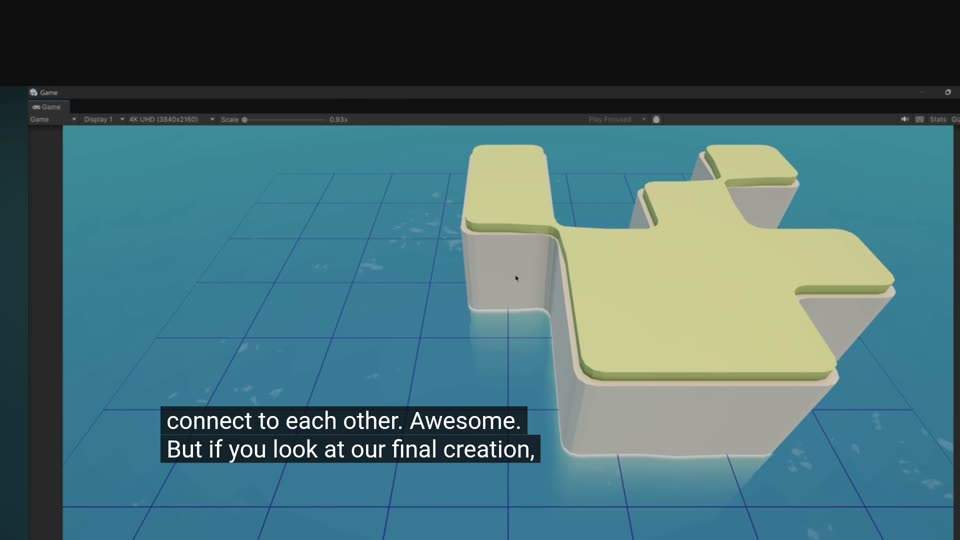 Game
Game
Game Display 1 4K UHD (3840x2160) Scale 0.93x Play Focused Stats
connect to each other. Awesome.
But if you look at our final creation,